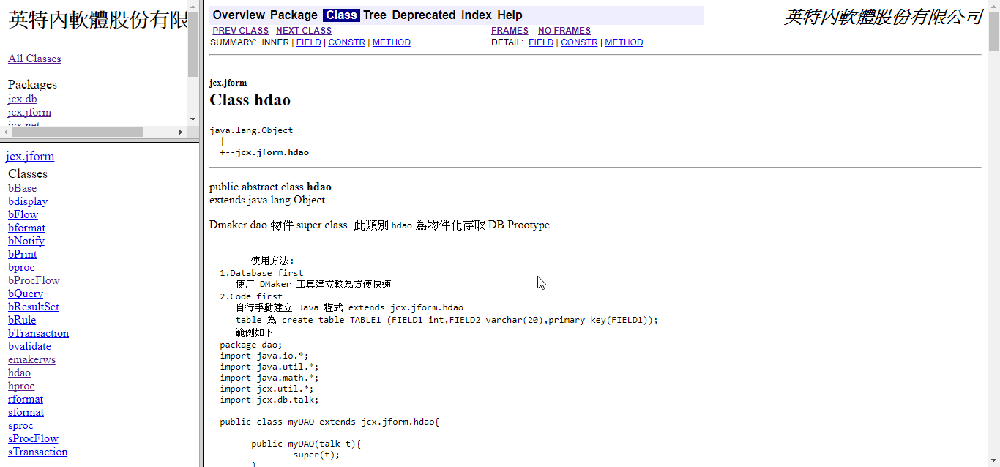 英特內軟體股份有限
All Classes
Packages
jcx.db
jcx.jform
jcx.net
jcx.jform
Classes
bBase
bdisplay
bFlow
bformat
bNotify
bPrint
bproc
bProcFlow
bQuery
bResultSet
bRule
bTransaction
bvalidate
emakerws
hdao
hproc
rformat
sformat
sproc
sProcFlow
sTransaction
Overview Package Class Tree Deprecated Index Help
英特內軟體股份有限公司
PREV CLASS NEXT CLASS FRAMES NO FRAMES
SUMMARY: INNER | FIELD | CONSTR | METHOD DETAIL: FIELD | CONSTR | METHOD
jcx.jform
Class hdao
java.lang.Object
|
+--jcx.jform.hdao
public abstract class hdao
extends java.lang.Object
Dmaker dao 物件 super class. 此類別 hdao 為物件化存取 DB Prootype.
使用方法:
1.Database first
使用 DMaker 工具建立較為方便快速
2.Code first
自行手動建立 Java 程式 extends jcx.jform.hdao
table 為 create table TABLE1 (FIELD1 int,FIELD2 varchar(20),primary key(FIELD1));
範例如下
package dao;
import java.io.*;
import java.util.*;
import java.math.*;
import jcx.util.*;
import jcx.db.talk;
public class myDAO extends jcx.jform.hdao{
public myDAO(talk t){
super(t);
}